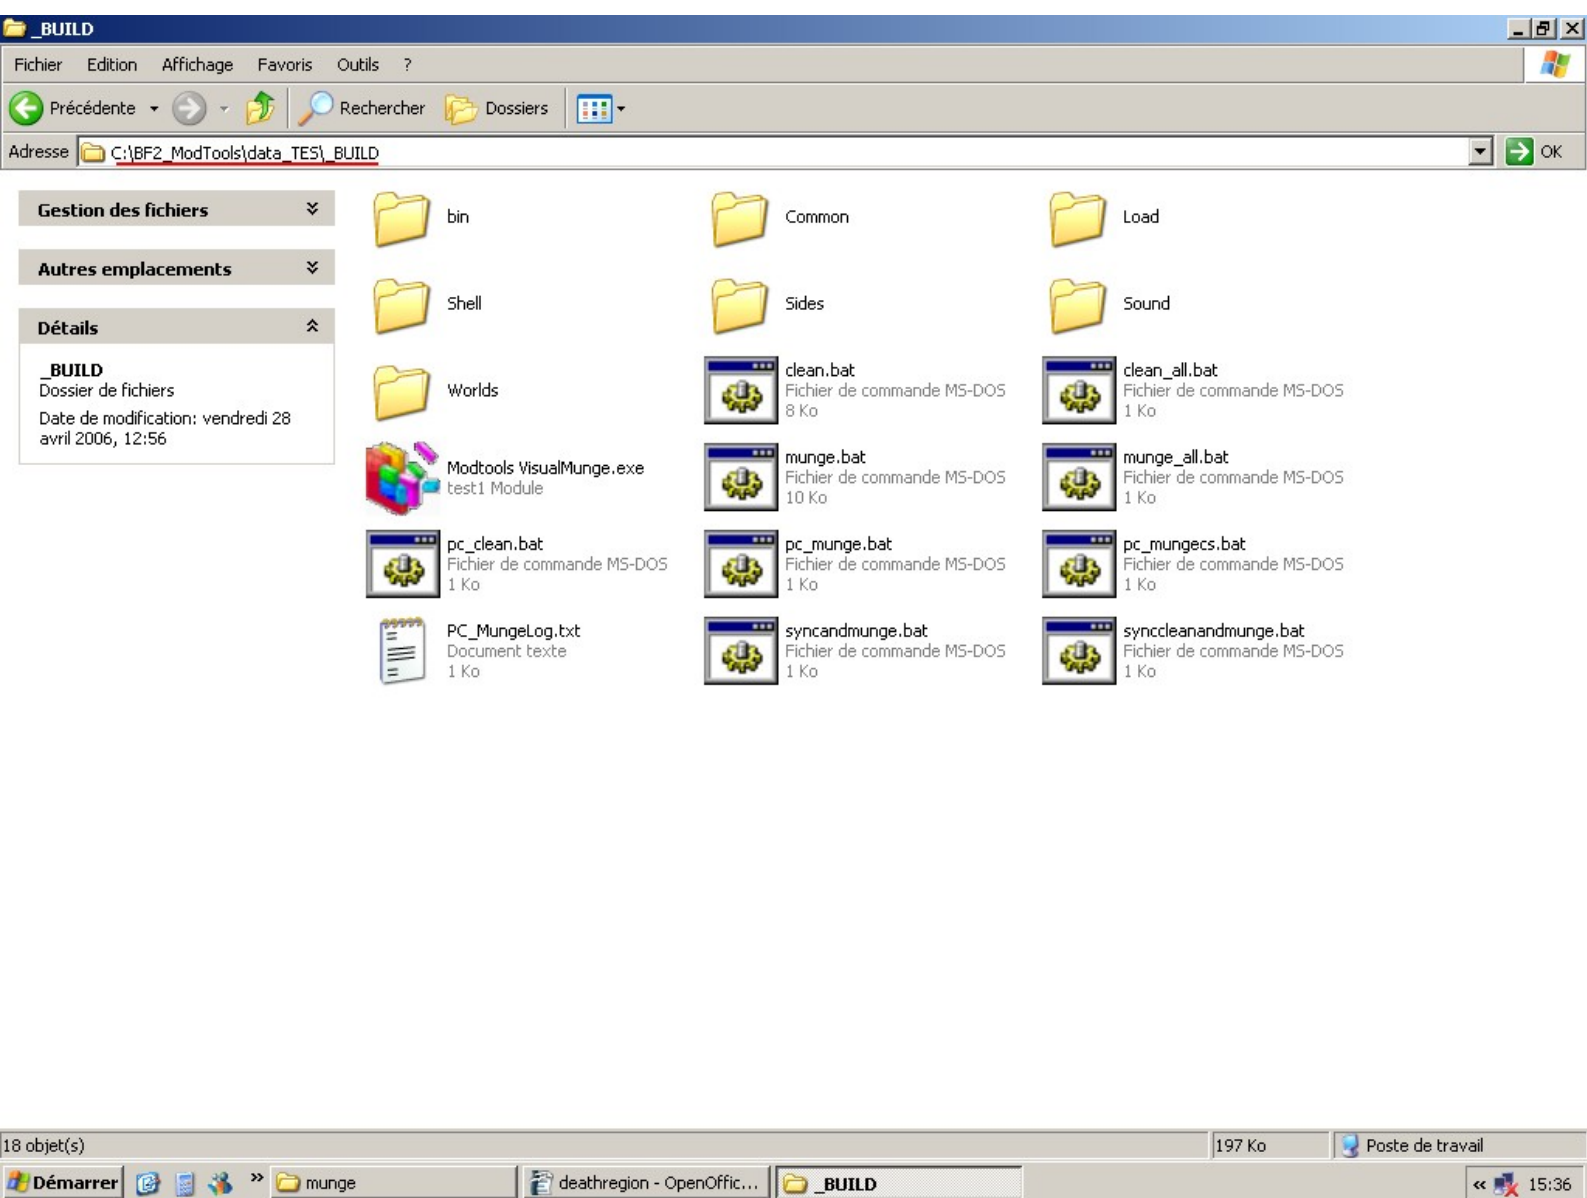 _BUILD
Fichier Edition Affichage Favoris Outils ?
Précédente Rechercher Dossiers
Adresse C:\BF2_ModTools\data_TES\_BUILD OK
Gestion des fichiers
Autres emplacements
Détails
_BUILD
Dossier de fichiers
Date de modification: vendredi 28
avril 2006, 12:56
bin Common Load
Shell Sides Sound
Worlds
clean.bat
Fichier de commande MS-DOS
8 Ko
clean_all.bat
Fichier de commande MS-DOS
1 Ko
Modtools VisualMunge.exe
test1 Module
munge.bat
Fichier de commande MS-DOS
10 Ko
munge_all.bat
Fichier de commande MS-DOS
1 Ko
pc_clean.bat
Fichier de commande MS-DOS
1 Ko
pc_munge.bat
Fichier de commande MS-DOS
1 Ko
pc_mungecs.bat
Fichier de commande MS-DOS
1 Ko
PC_MungeLog.txt
Document texte
1 Ko
syncandmunge.bat
Fichier de commande MS-DOS
1 Ko
synccleanandmunge.bat
Fichier de commande MS-DOS
1 Ko
18 objet(s) 197 Ko Poste de travail
Démarrer » munge deathregion - OpenOffic... _BUILD « 15:36